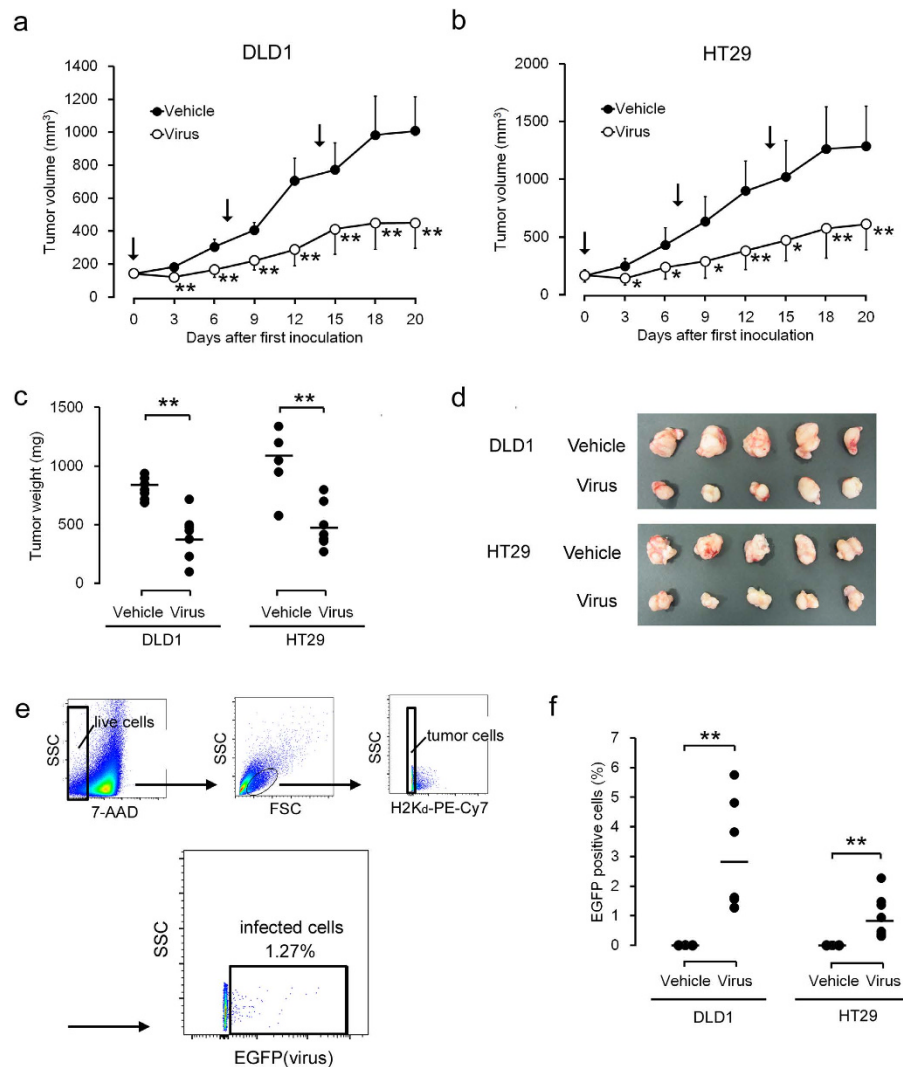 a
DLD1
Tumor volume (mm3)
1400
1200
1000
800
600
400
200
0
Vehicle
Virus
** ** ** ** ** ** **
0 3 6 9 12 15 18 20
Days after first inoculation
b
HT29
Tumor volume (mm3)
2000
1500
1000
500
0
Vehicle
Virus
* * * ** * ** **
0 3 6 9 12 15 18 20
Days after first inoculation
c
Tumor weight (mg)
1500
1000
500
0
** **
Vehicle Virus Vehicle Virus
DLD1 HT29
d
DLD1 Vehicle
Virus
HT29 Vehicle
Virus
e
SSC
live cells
7-AAD
SSC
FSC
SSC
tumor cells
H2Kd-PE-Cy7
SSC
infected cells
1.27%
EGFP(virus)
f
EGFP positive cells (%)
7
6
5
4
3
2
1
0
**
**
Vehicle Virus Vehicle Virus
DLD1 HT29